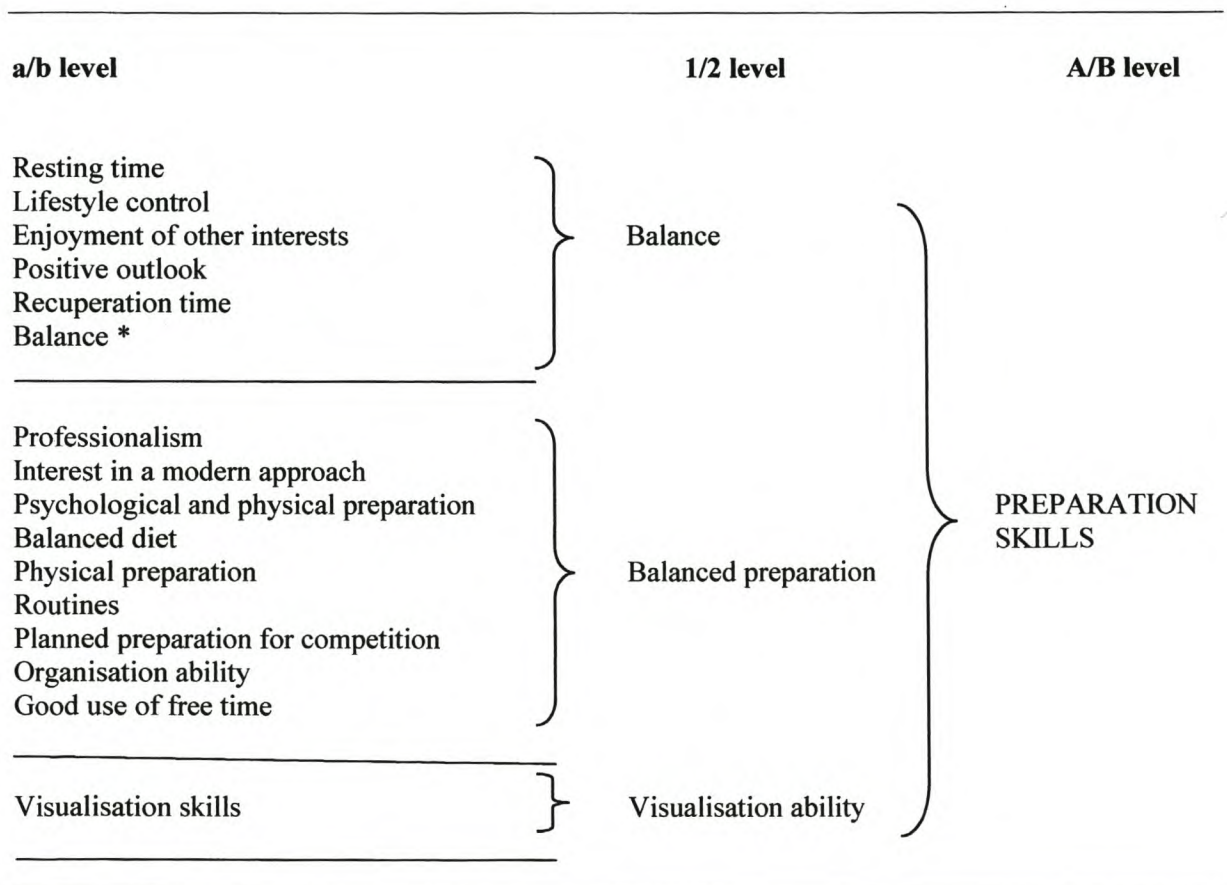 a/b level 1/2 level A/B level
Resting time
Lifestyle control
Enjoyment of other interests Balance
Positive outlook
Recuperation time
Balance *
Professionalism
Interest in a modern approach
Psychological and physical preparation PREPARATION
Balanced diet SKILLS
Physical preparation Balanced preparation
Routines
Planned preparation for competition
Organisation ability
Good use of free time
Visualisation skills Visualisation ability